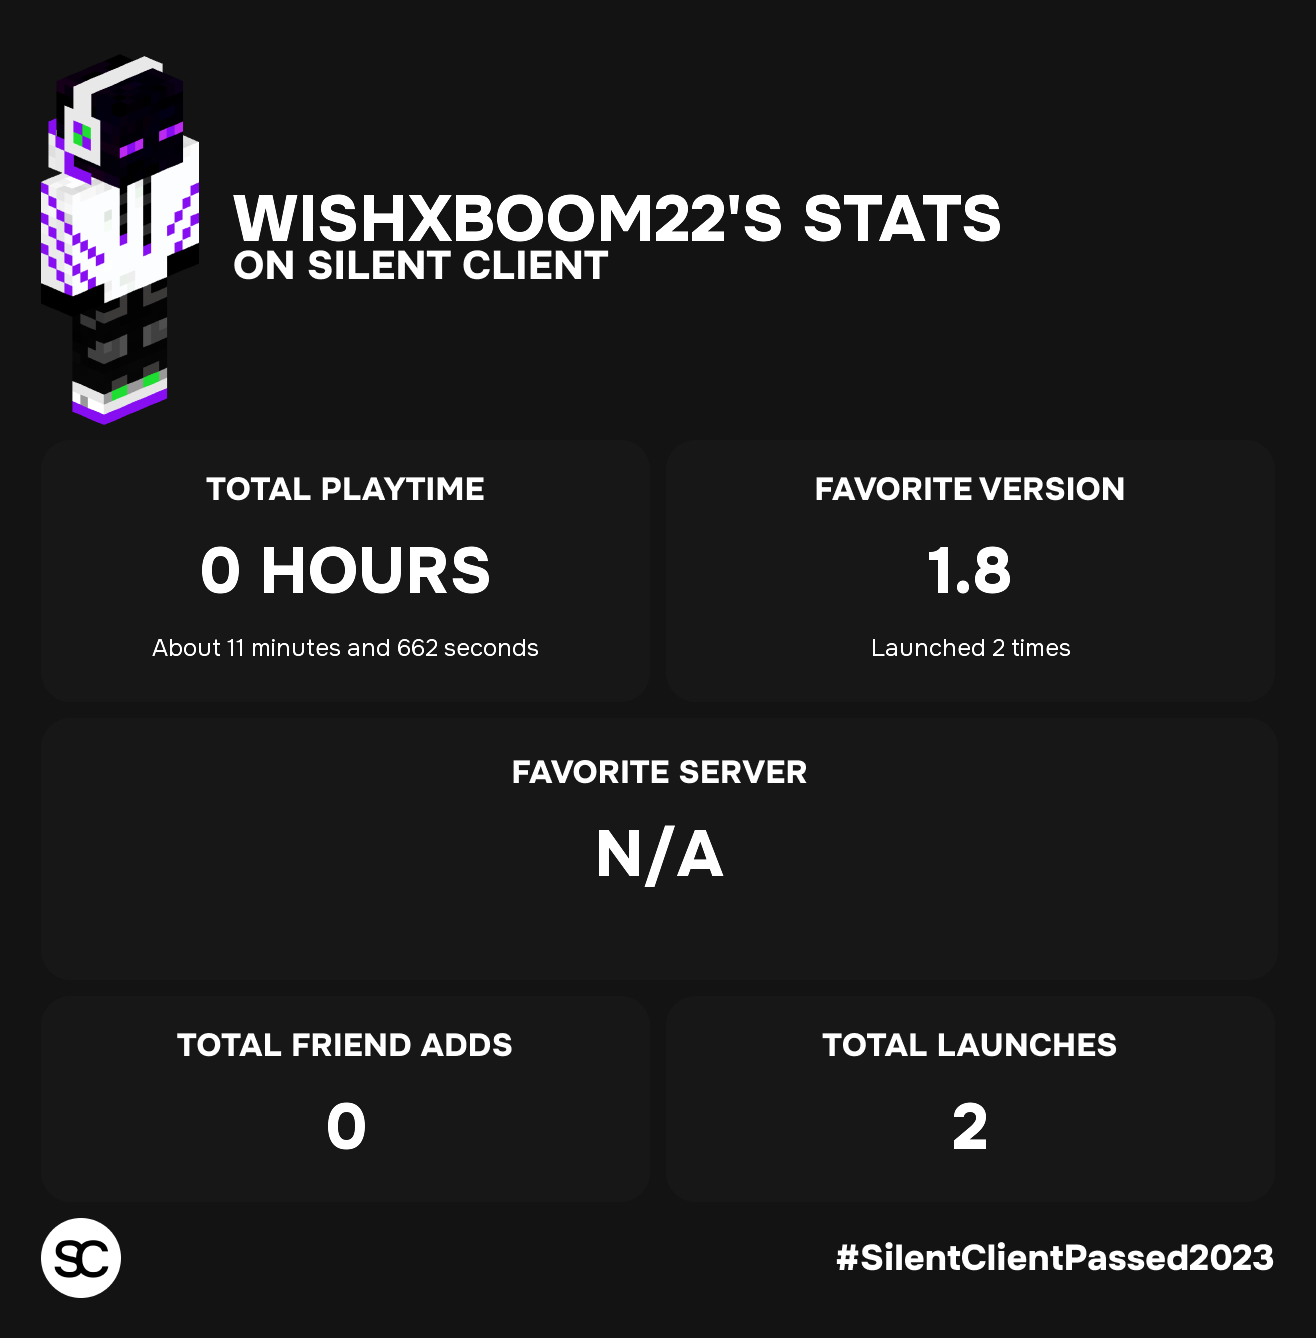 WISHXBOOM22'S STATS
ON SILENT CLIENT
TOTAL PLAYTIME
0 HOURS
About 11 minutes and 662 seconds
FAVORITE VERSION
1.8
Launched 2 times
FAVORITE SERVER
N/A
TOTAL FRIEND ADDS
0
TOTAL LAUNCHES
2
SC
#SilentClientPassed2023